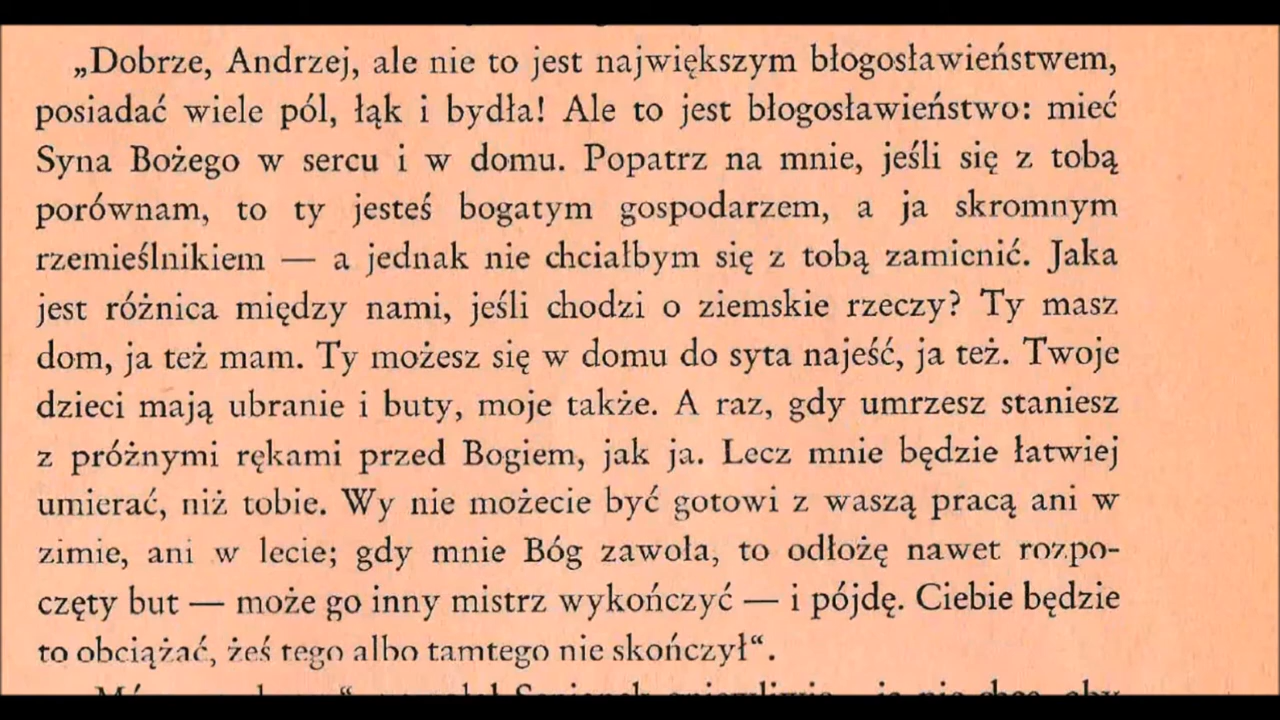 „Dobrze, Andrzej, ale nie to jest największym błogosławieństwem,
posiadać wiele pól, łąk i bydła! Ale to jest błogosławieństwo: mieć
Syna Bożego w sercu i w domu. Popatrz na mnie, jeśli się z tobą
porównam, to ty jesteś bogatym gospodarzem, a ja skromnym
rzemieślnikiem — a jednak nie chciałbym się z tobą zamienić. Jaka
jest różnica między nami, jeśli chodzi o ziemskie rzeczy? Ty masz
dom, ja też mam. Ty możesz się w domu do syta najeść, ja też. Twoje
dzieci mają ubranie i buty, moje także. A raz, gdy umrzesz staniesz
z próżnymi rękami przed Bogiem, jak ja. Lecz mnie będzie łatwiej
umierać, niż tobie. Wy nie możecie być gotowi z waszą pracą ani w
zimie, ani w lecie; gdy mnie Bóg zawoła, to odłożę nawet rozpo-
częty but — może go inny mistrz wykończyć — i pójdę. Ciebie będzie
to obciążać, żeś tego albo tamtego nie skończył“.